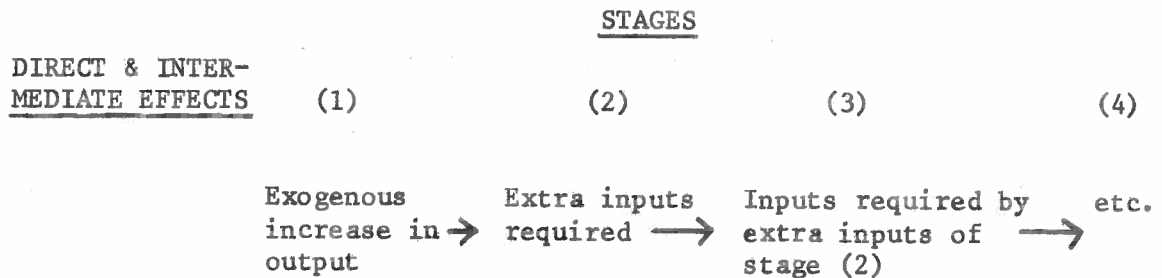 STAGES
DIRECT & INTER-
MEDIATE EFFECTS (1) (2) (3) (4)
Exogenous Extra inputs Inputs required by etc.
increase in → required → extra inputs of →
output stage (2)